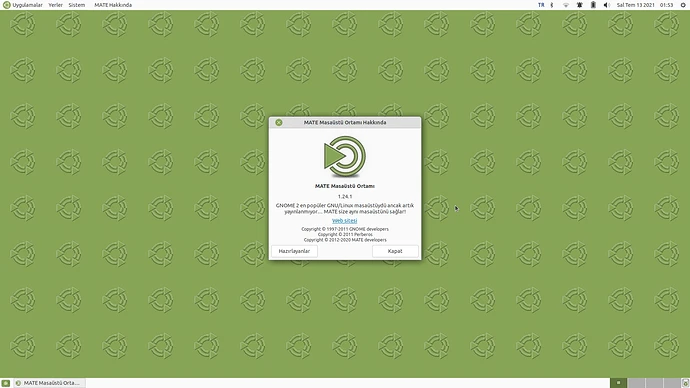 Uygulamalar Yerler Sistem MATE Hakkında TR Sal Tem 13 2021 01:53
MATE Masaüstü Ortamı Hakkında
MATE Masaüstü Ortamı
1.24.1
GNOME 2 en popüler GNU/Linux masaüstüydü ancak artık
yayınlanmıyor... MATE size aynı masaüstünü sağlar!
Web sitesi
Copyright © 1997-2011 GNOME developers
Copyright © 2011 Perberos
Copyright © 2012-2020 MATE developers
Hazırlayanlar Kapat
MATE Masaüstü Orta...